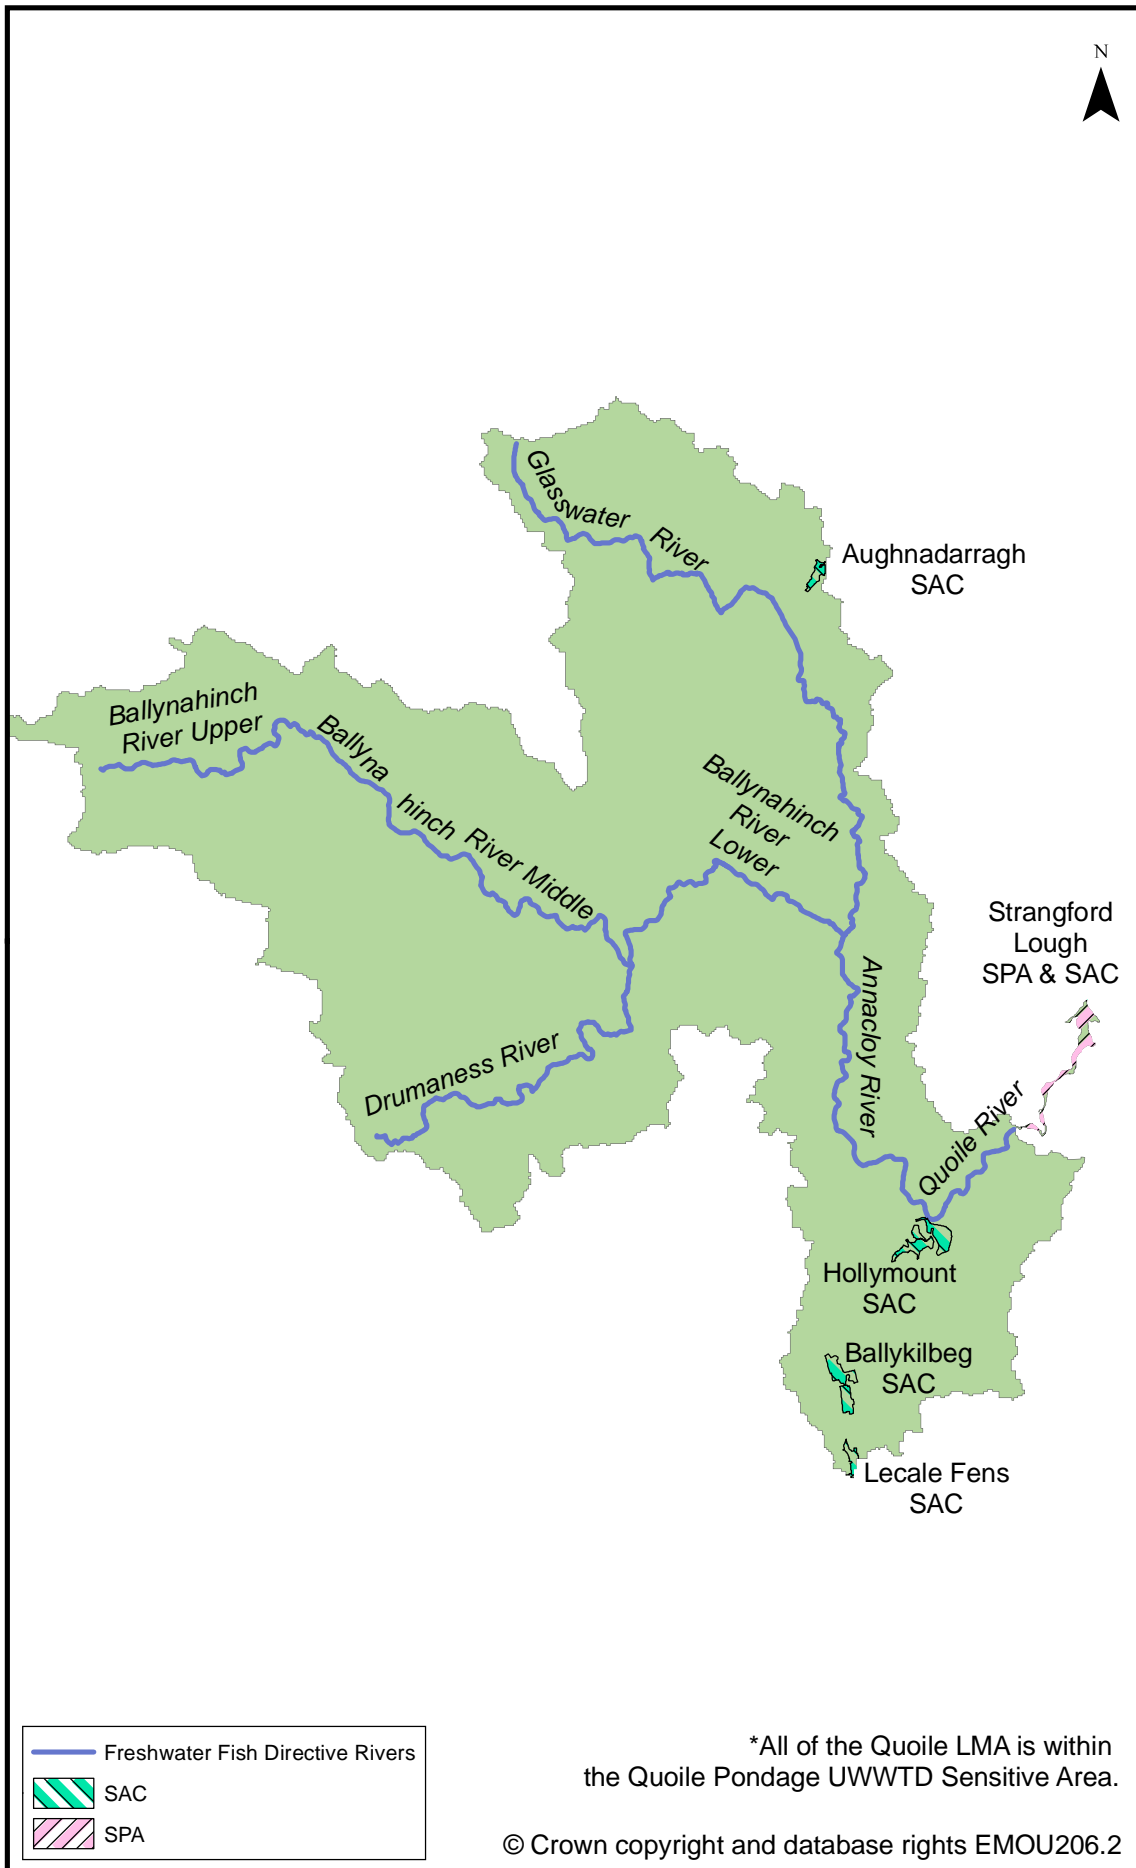 N
Glasswater River
Aughnadarragh
SAC
Ballynahinch
River Upper
Ballyna
hinch River Middle
Ballynahinch
River
Lower
Strangford
Lough
SPA & SAC
Annacloy River
Drumaness River
Quoile River
Hollymount
SAC
Ballykilbeg
SAC
Lecale Fens
SAC
Freshwater Fish Directive Rivers
SAC
SPA
*All of the Quoile LMA is within
the Quoile Pondage UWWTD Sensitive Area.
© Crown copyright and database rights EMOU206.2